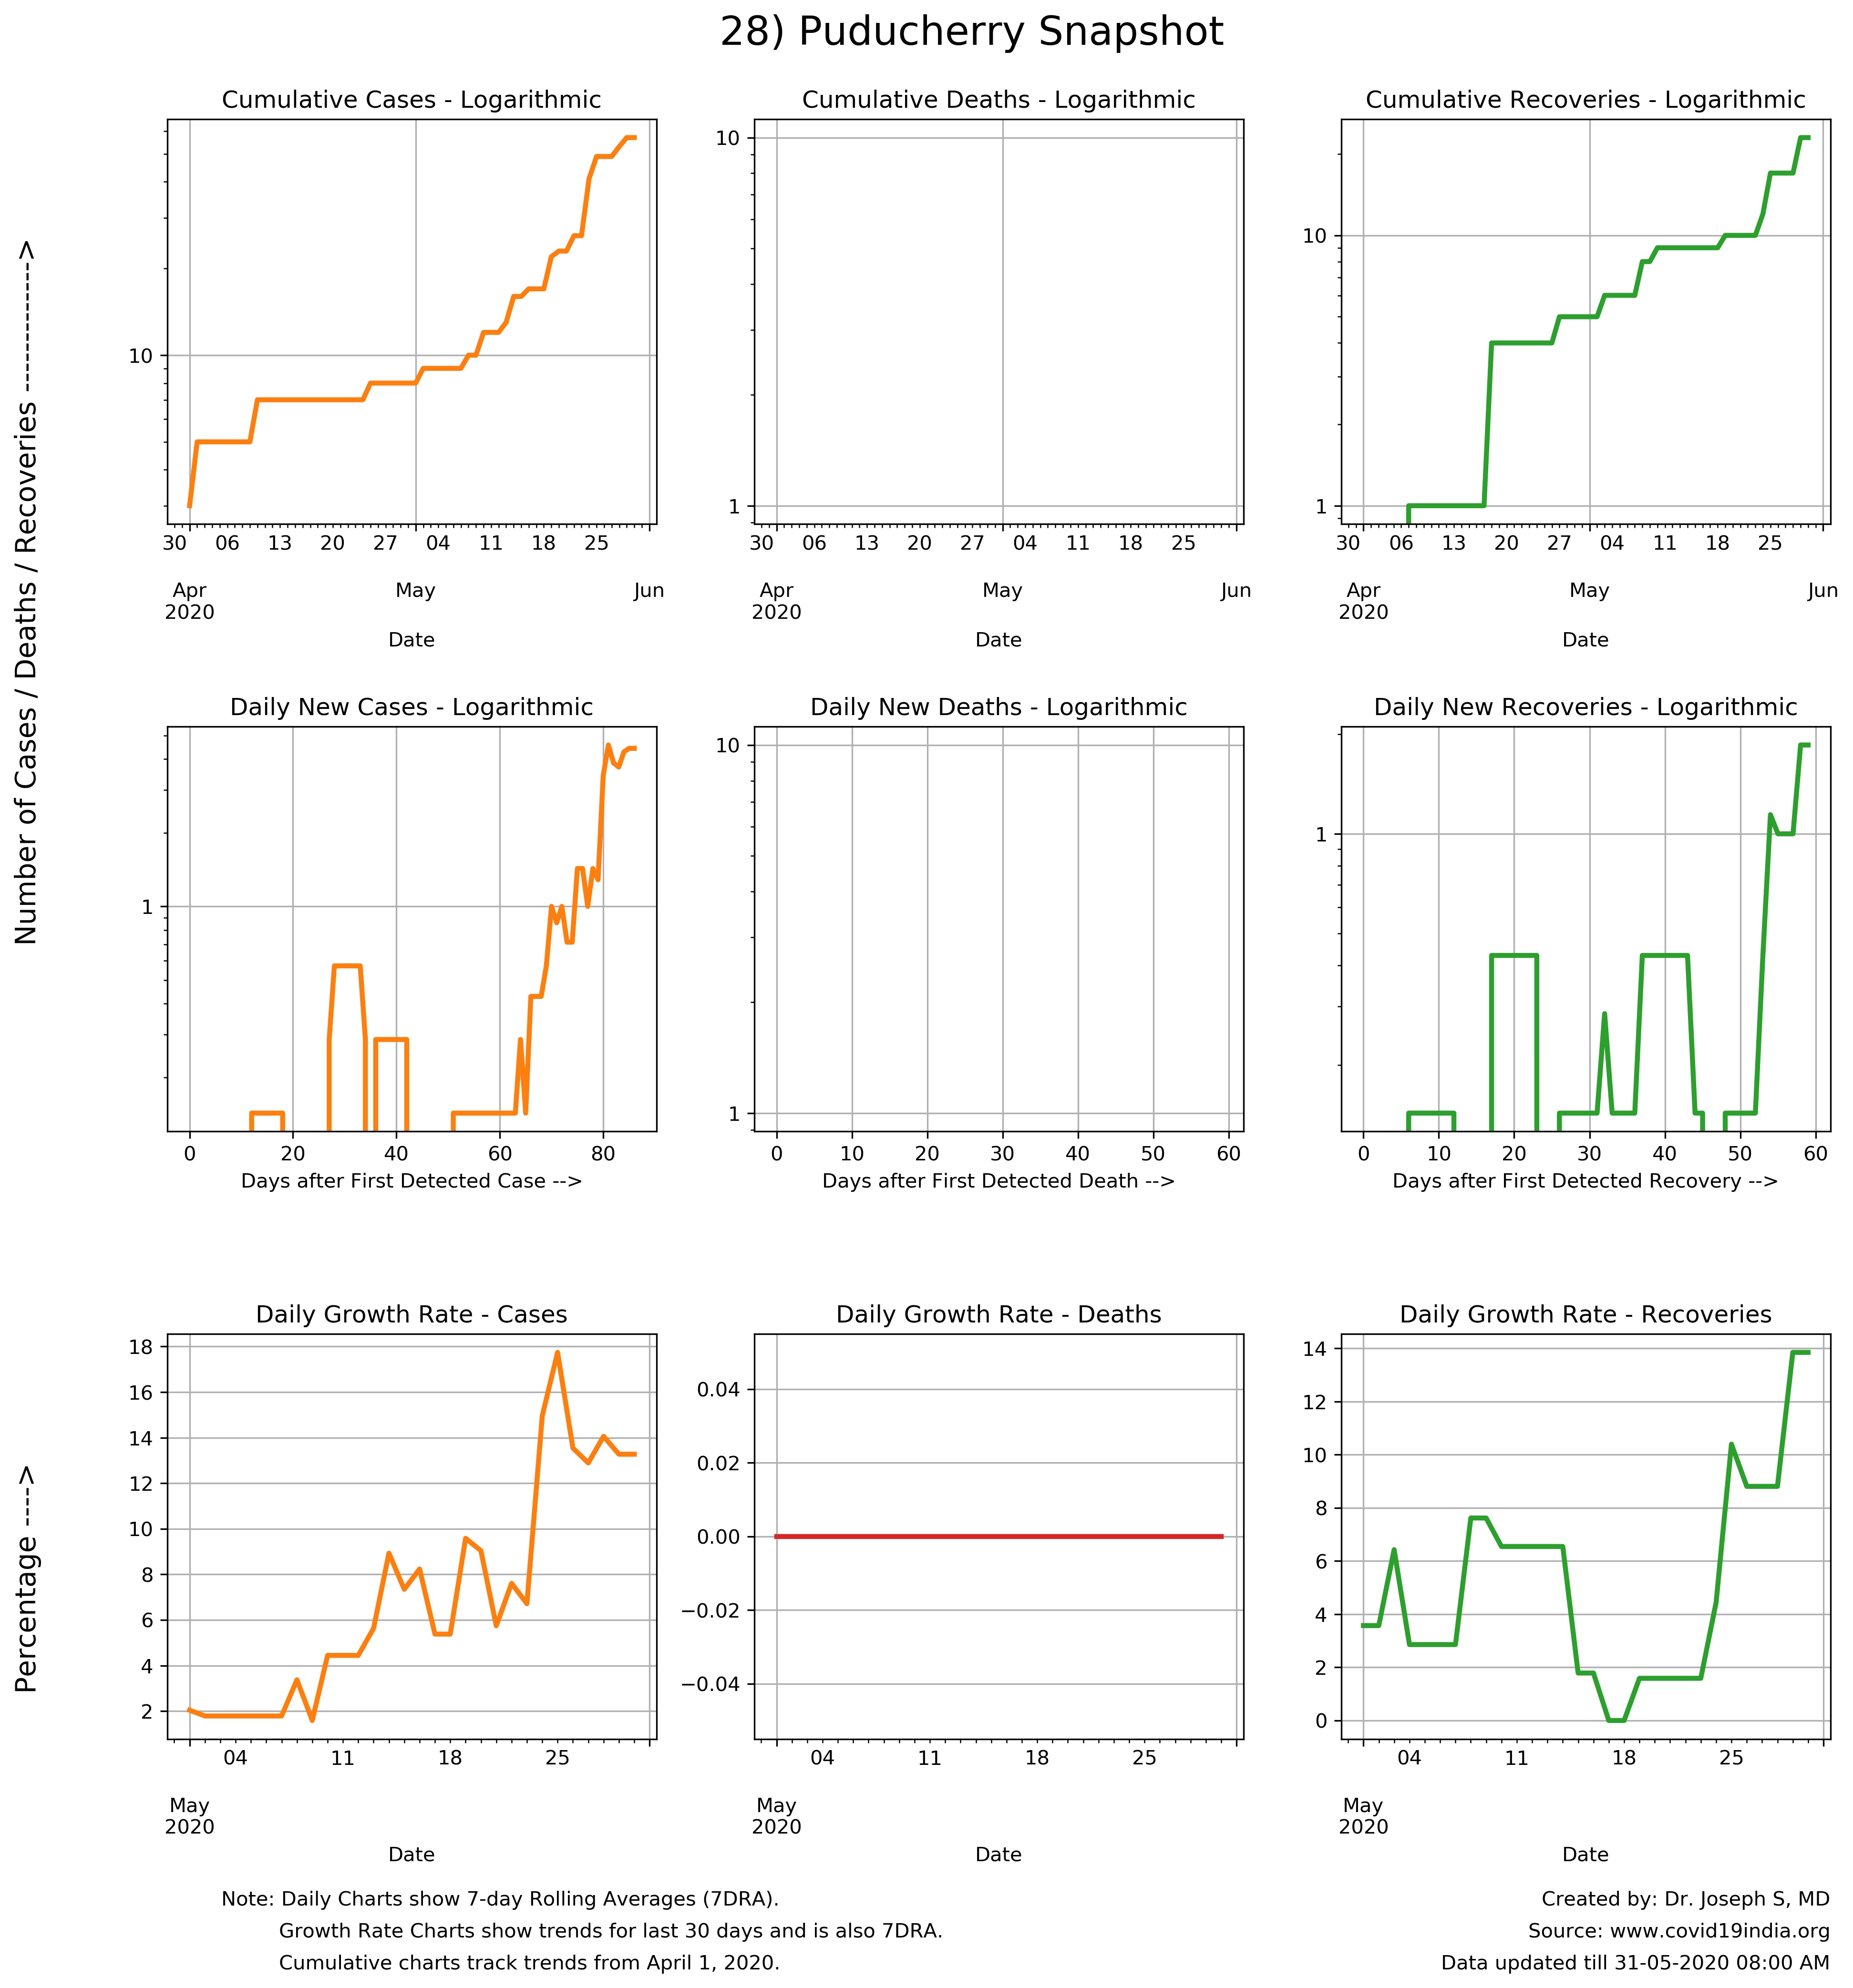 28) Puducherry Snapshot
Number of Cases / Deaths / Recoveries ---------------->
Percentage ---->
Cumulative Cases - Logarithmic
10
30 06 13 20 27 04 11 18 25
Apr May Jun
2020
Date
Cumulative Deaths - Logarithmic
10
1
30 06 13 20 27 04 11 18 25
Apr May Jun
2020
Date
Cumulative Recoveries - Logarithmic
10
1
30 06 13 20 27 04 11 18 25
Apr May Jun
2020
Date
Daily New Cases - Logarithmic
1
0 20 40 60 80
Days after First Detected Case -->
Daily New Deaths - Logarithmic
10
1
0 10 20 30 40 50 60
Days after First Detected Death -->
Daily New Recoveries - Logarithmic
1
0 10 20 30 40 50 60
Days after First Detected Recovery -->
Daily Growth Rate - Cases
18
16
14
12
10
8
6
4
2
04 11 18 25
May
2020
Date
Daily Growth Rate - Deaths
0.04
0.02
0.00
−0.02
−0.04
04 11 18 25
May
2020
Date
Daily Growth Rate - Recoveries
14
12
10
8
6
4
2
0
04 11 18 25
May
2020
Date
Note: Daily Charts show 7-day Rolling Averages (7DRA).
Growth Rate Charts show trends for last 30 days and is also 7DRA.
Cumulative charts track trends from April 1, 2020.
Created by: Dr. Joseph S, MD
Source: www.covid19india.org
Data updated till 31-05-2020 08:00 AM